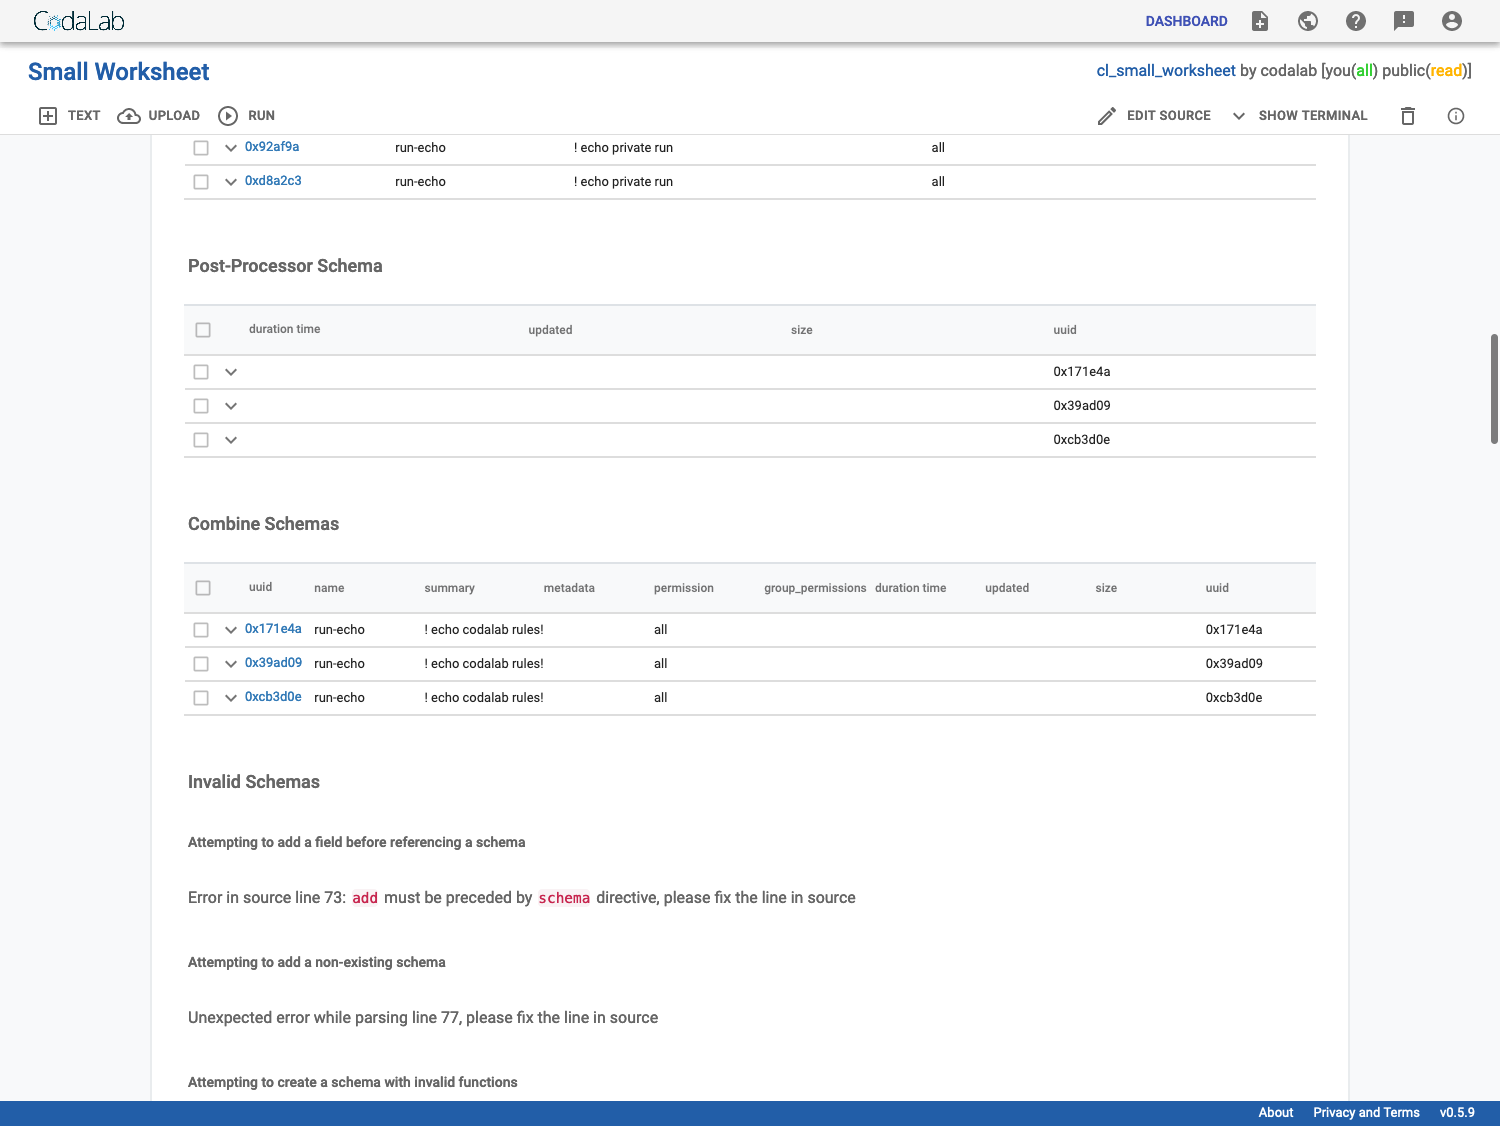 CodaLab
DASHBOARD
Small Worksheet
cl_small_worksheet by codalab [you(all) public(read)]
TEXT UPLOAD RUN
EDIT SOURCE SHOW TERMINAL
0x92af9a run-echo ! echo private run all
0xd8a2c3 run-echo ! echo private run all
Post-Processor Schema
duration time updated size uuid
0x171e4a
0x39ad09
0xcb3d0e
Combine Schemas
uuid name summary metadata permission group_permissions duration time updated size uuid
0x171e4a run-echo ! echo codalab rules! all 0x171e4a
0x39ad09 run-echo ! echo codalab rules! all 0x39ad09
0xcb3d0e run-echo ! echo codalab rules! all 0xcb3d0e
Invalid Schemas
Attempting to add a field before referencing a schema
Error in source line 73: add must be preceded by schema directive, please fix the line in source
Attempting to add a non-existing schema
Unexpected error while parsing line 77, please fix the line in source
Attempting to create a schema with invalid functions
About Privacy and Terms v0.5.9